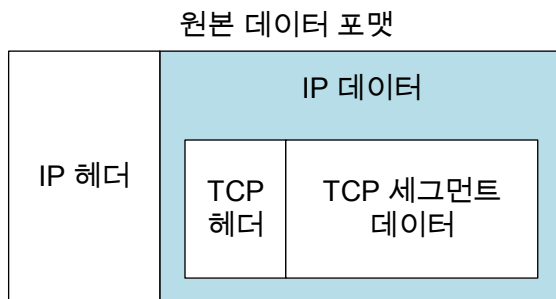 원본 데이터 포맷
IP 데이터
IP 헤더
TCP
헤더
TCP 세그먼트
데이터